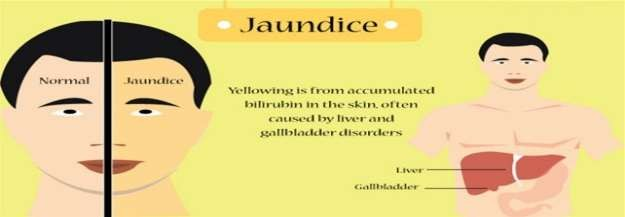 Jaundice
Normal
Jaundice
Yellowing is from accumulated
bilirubin in the skin, often
caused by liver and
gallbladder disorders
Liver
Gallbladder